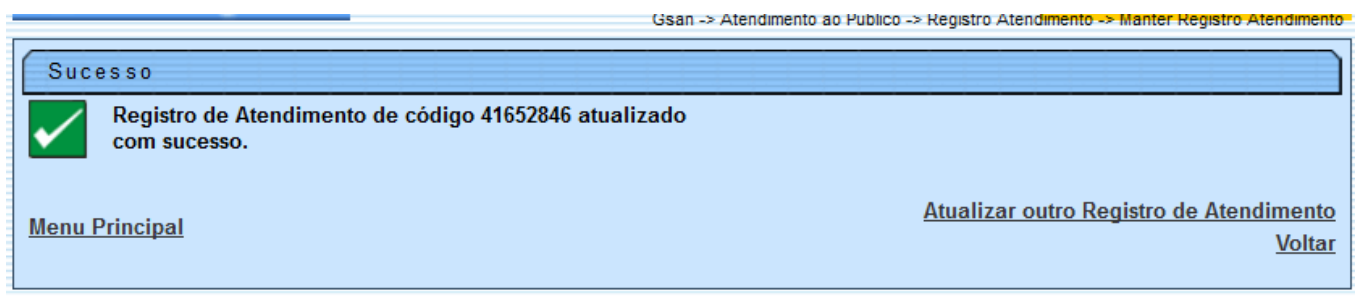 Gsan -> Atendimento ao Publico -> Registro Atendimento -> Manter Registro Atendimento
Sucesso
Registro de Atendimento de código 41652846 atualizado
com sucesso.
Atualizar outro Registro de Atendimento
Menu Principal
Voltar